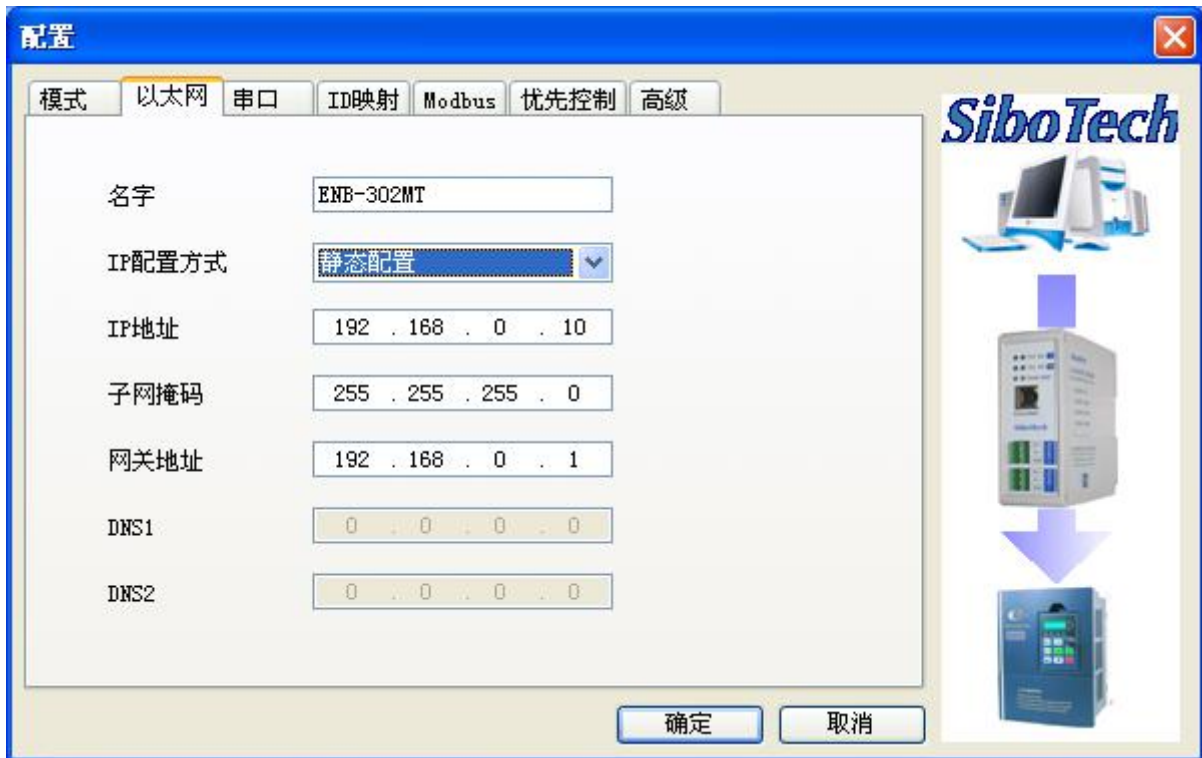 配置
模式 以太网 串口 ID映射 Modbus 优先控制 高级
SiboTech
名字 ENB-302MT
IP配置方式 静态配置
IP地址 192 . 168 . 0 . 10
子网掩码 255 . 255 . 255 . 0
网关地址 192 . 168 . 0 . 1
DNS1 0 . 0 . 0 . 0
DNS2 0 . 0 . 0 . 0
确定 取消